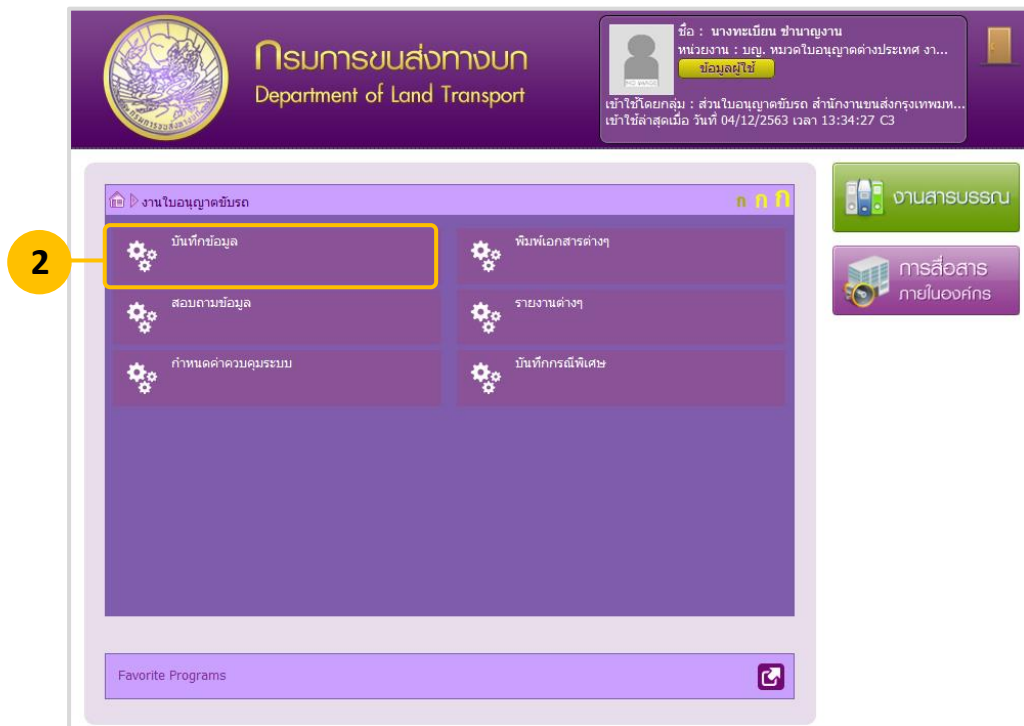 กรมการขนส่งทางบก
Department of Land Transport
ชื่อ : นางทะเบียน ชำนาญงาน
หน่วยงาน : บญ. หมวดใบอนุญาตต่างประเทศ งา...
ข้อมูลผู้ใช้
เข้าใช้โดยกลุ่ม : ส่วนใบอนุญาตขับรถ สำนักงานขนส่งกรุงเทพมห...
เข้าใช้ล่าสุดเมื่อ วันที่ 04/12/2563 เวลา 13:34:27 C3
งานใบอนุญาตขับรถ
ก ก ก
งานสารบรรณ
2
บันทึกข้อมูล
พิมพ์เอกสารต่างๆ
การสื่อสาร
ภายในองค์กร
สอบถามข้อมูล
รายงานต่างๆ
กำหนดค่าควบคุมระบบ
บันทึกกรณีพิเศษ
Favorite Programs